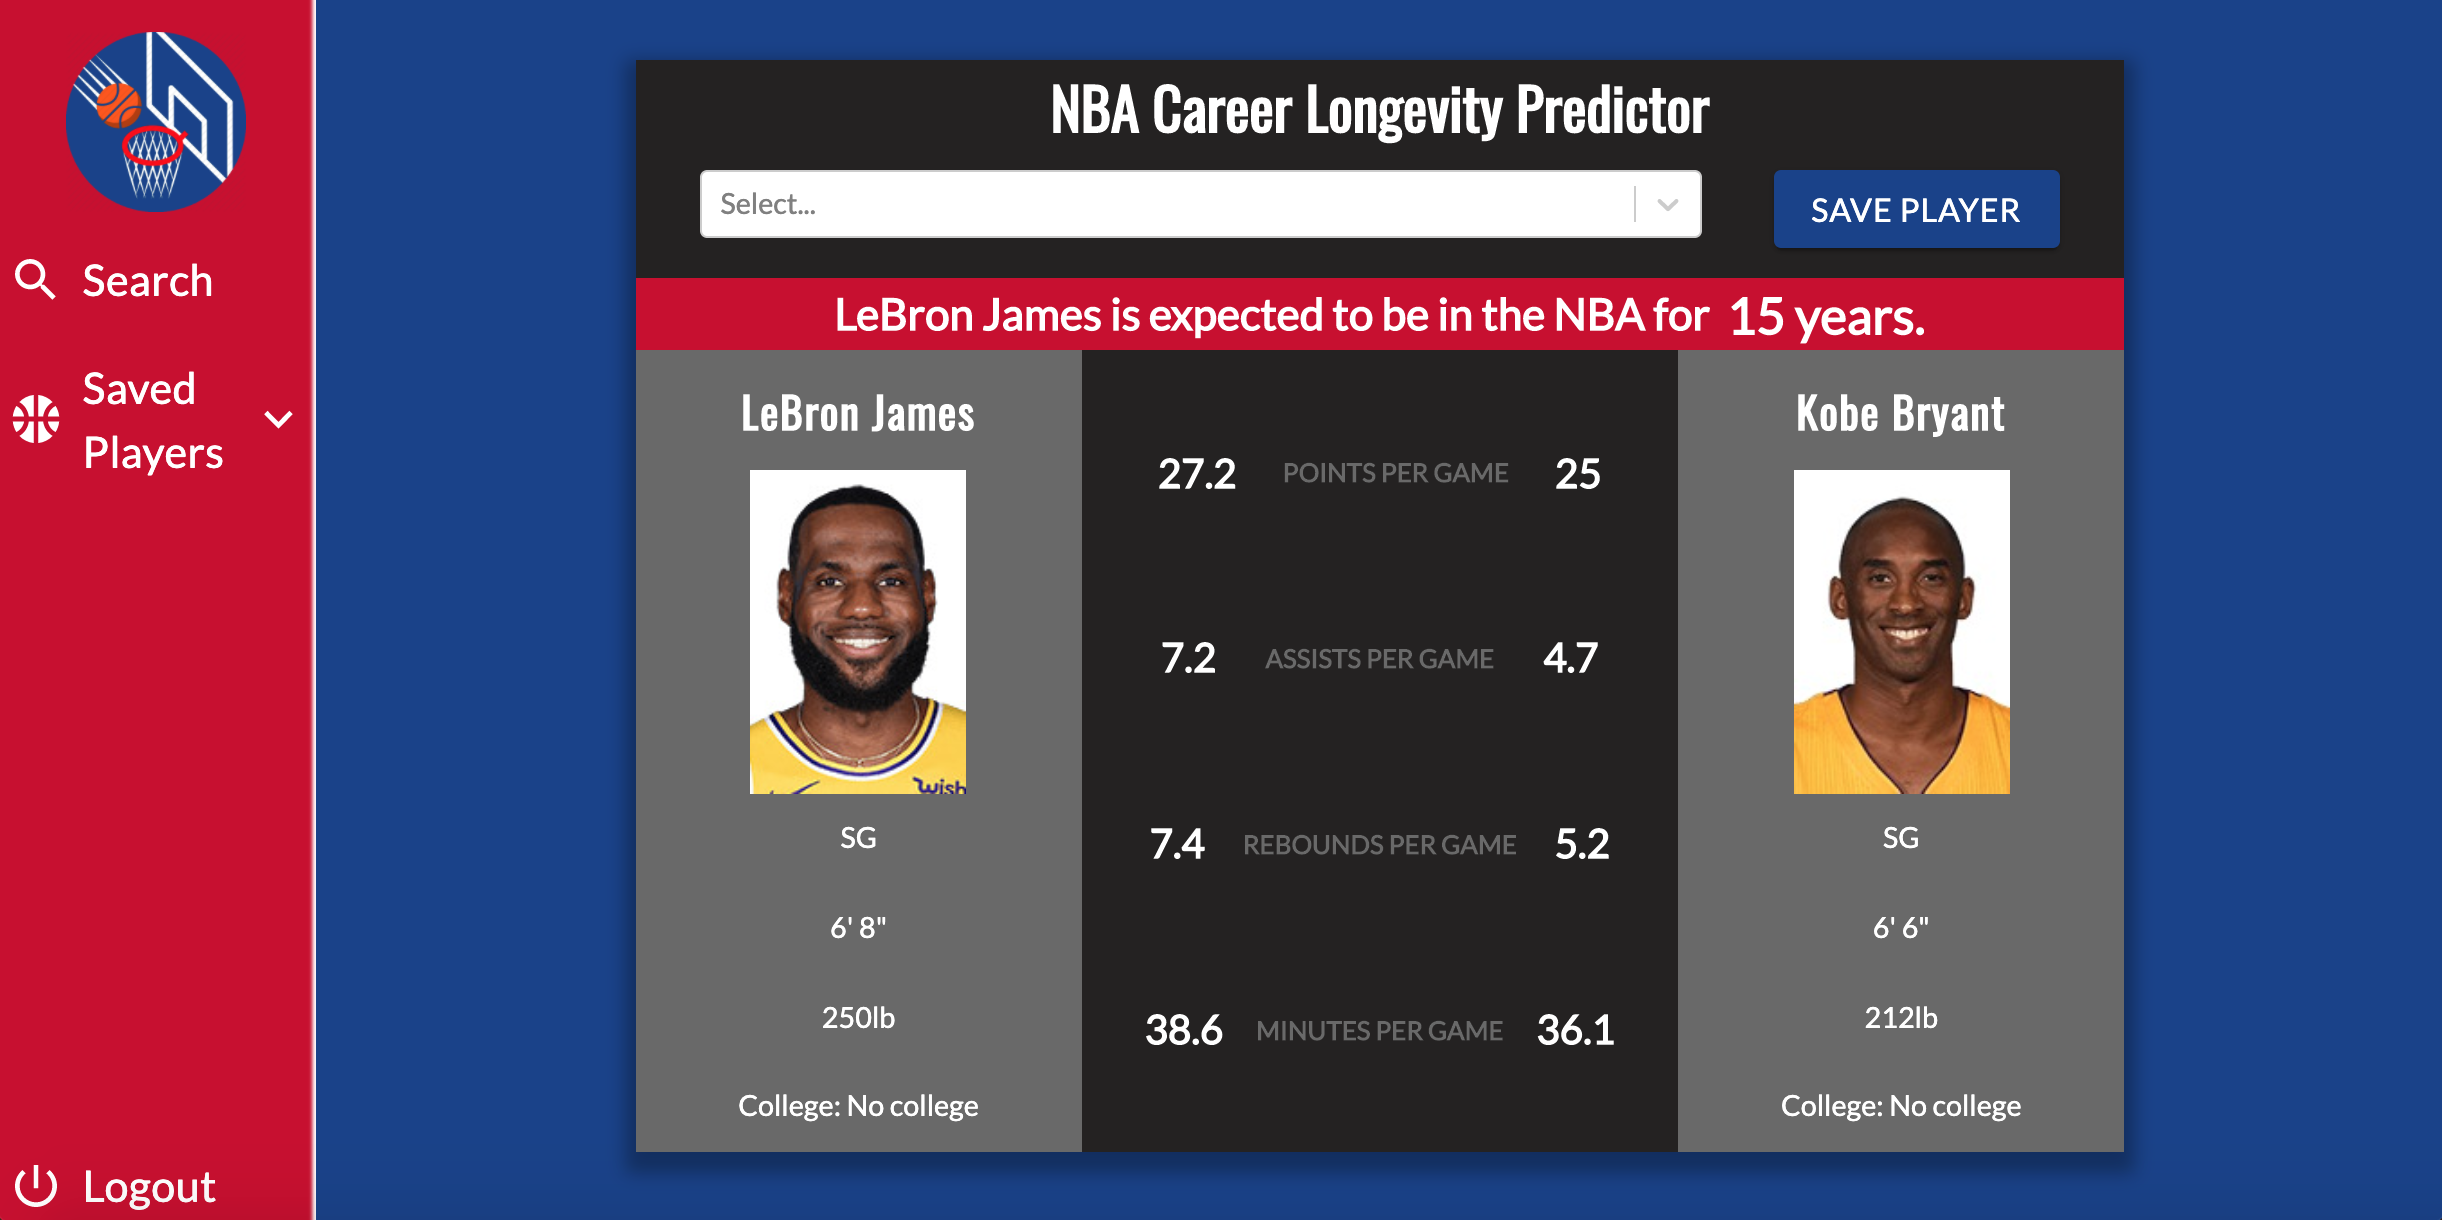 Search
Saved
Players
Logout
NBA Career Longevity Predictor
Select...
SAVE PLAYER
LeBron James is expected to be in the NBA for 15 years.
LeBron James
wish
SG
6' 8"
250lb
College: No college
27.2 POINTS PER GAME 25
7.2 ASSISTS PER GAME 4.7
7.4 REBOUNDS PER GAME 5.2
38.6 MINUTES PER GAME 36.1
Kobe Bryant
SG
6' 6"
212lb
College: No college